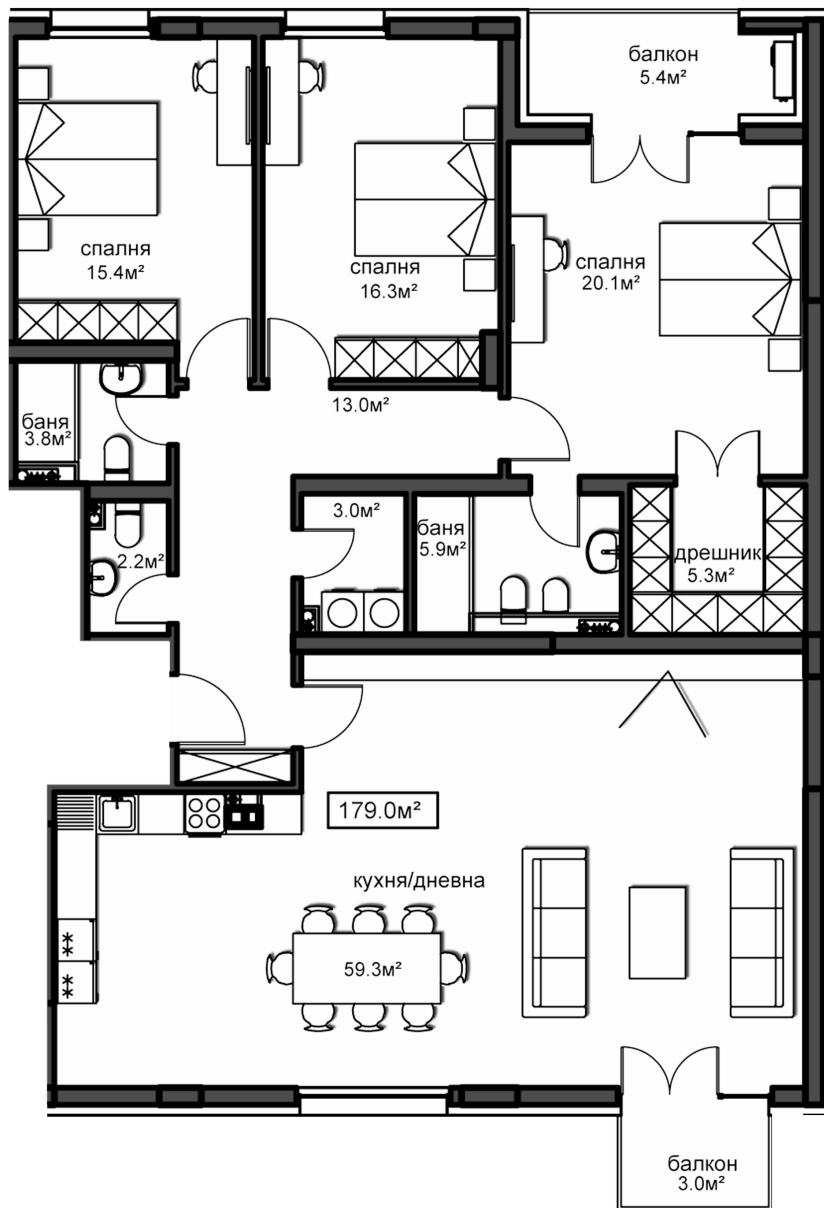 балкон
5.4м²
спалня
15.4м²
спалня
16.3м²
спалня
20.1м²
13.0м²
баня
3.8м²
3.0м²
баня
5.9м²
2.2м²
дрешник
5.3м²
179.0м²
кухня/дневна
59.3м²
балкон
3.0м²